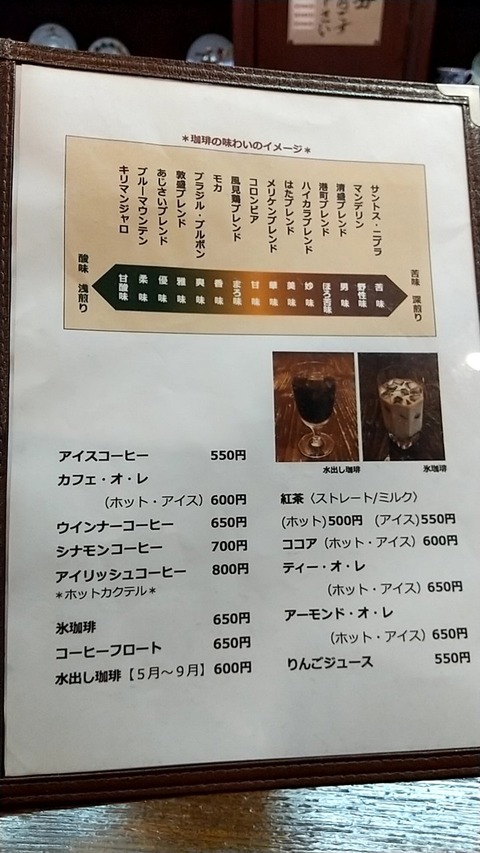 ＊珈琲の味わいのイメージ＊
サントス・ニブラ
マンデリン
清盛ブレンド
港町ブレンド
ハイカラブレンド
はたブレンド
メリケンブレンド
コロンビア
風見鶏ブレンド
モカ
ブラジル・ブルボン
敦盛ブレンド
あじさいブレンド
ブルーマウンテン
キリマンジャロ
苦味 深煎り
苦味
野性味
男味
ほろ苦味
妙味
美味
華味
甘味
まろ味
香味
爽味
雅味
優味
柔味
甘酸味
酸味 浅煎り
水出し珈琲
氷珈琲
アイスコーヒー 550円
カフェ・オ・レ
（ホット・アイス）600円
ウインナーコーヒー 650円
シナモンコーヒー 700円
アイリッシュコーヒー 800円
＊ホットカクテル＊
氷珈琲 650円
コーヒーフロート 650円
水出し珈琲【５月～９月】600円
紅茶〈ストレート/ミルク〉
(ホット)500円 (アイス)550円
ココア（ホット・アイス）600円
ティー・オ・レ
（ホット・アイス）650円
アーモンド・オ・レ
（ホット・アイス）650円
りんごジュース 550円